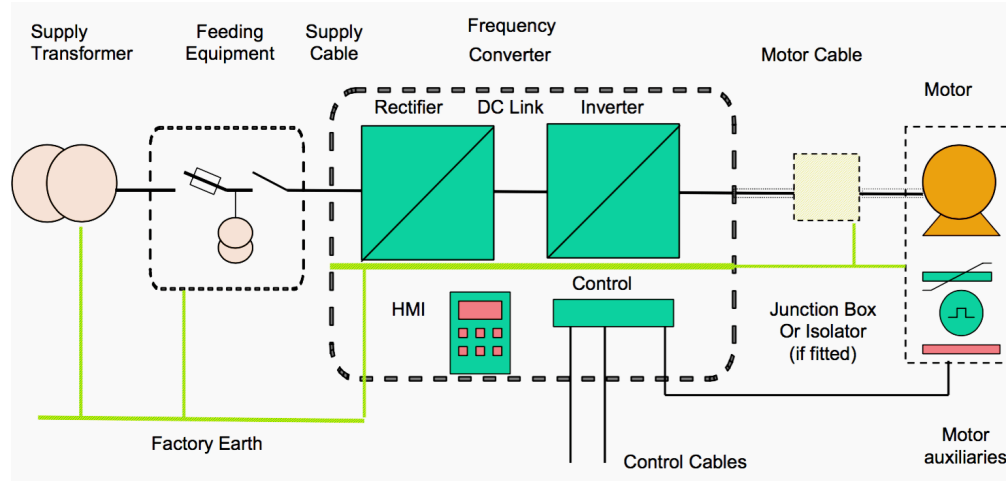 Supply
Transformer
Feeding
Equipment
Supply
Cable
Frequency
Converter
Motor Cable
Motor
Rectifier
DC Link
Inverter
HMI
Control
Junction Box
Or Isolator
(if fitted)
Factory Earth
Control Cables
Motor
auxiliaries